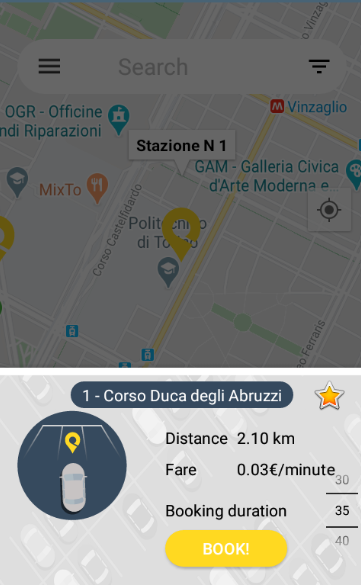 Vinzaglio
Search
OGR - Officine
ndi Riparazioni
M Vinzaglio
Stazione N 1
GAM - Galleria Civica
d'Arte Moderna e
MixTo
Corso Castelfidardo
Politecnico
di Torino
1 - Corso Duca degli Abruzzi
Distance 2.10 km
Fare 0.03€/minute
30
Booking duration 35
40
BOOK!